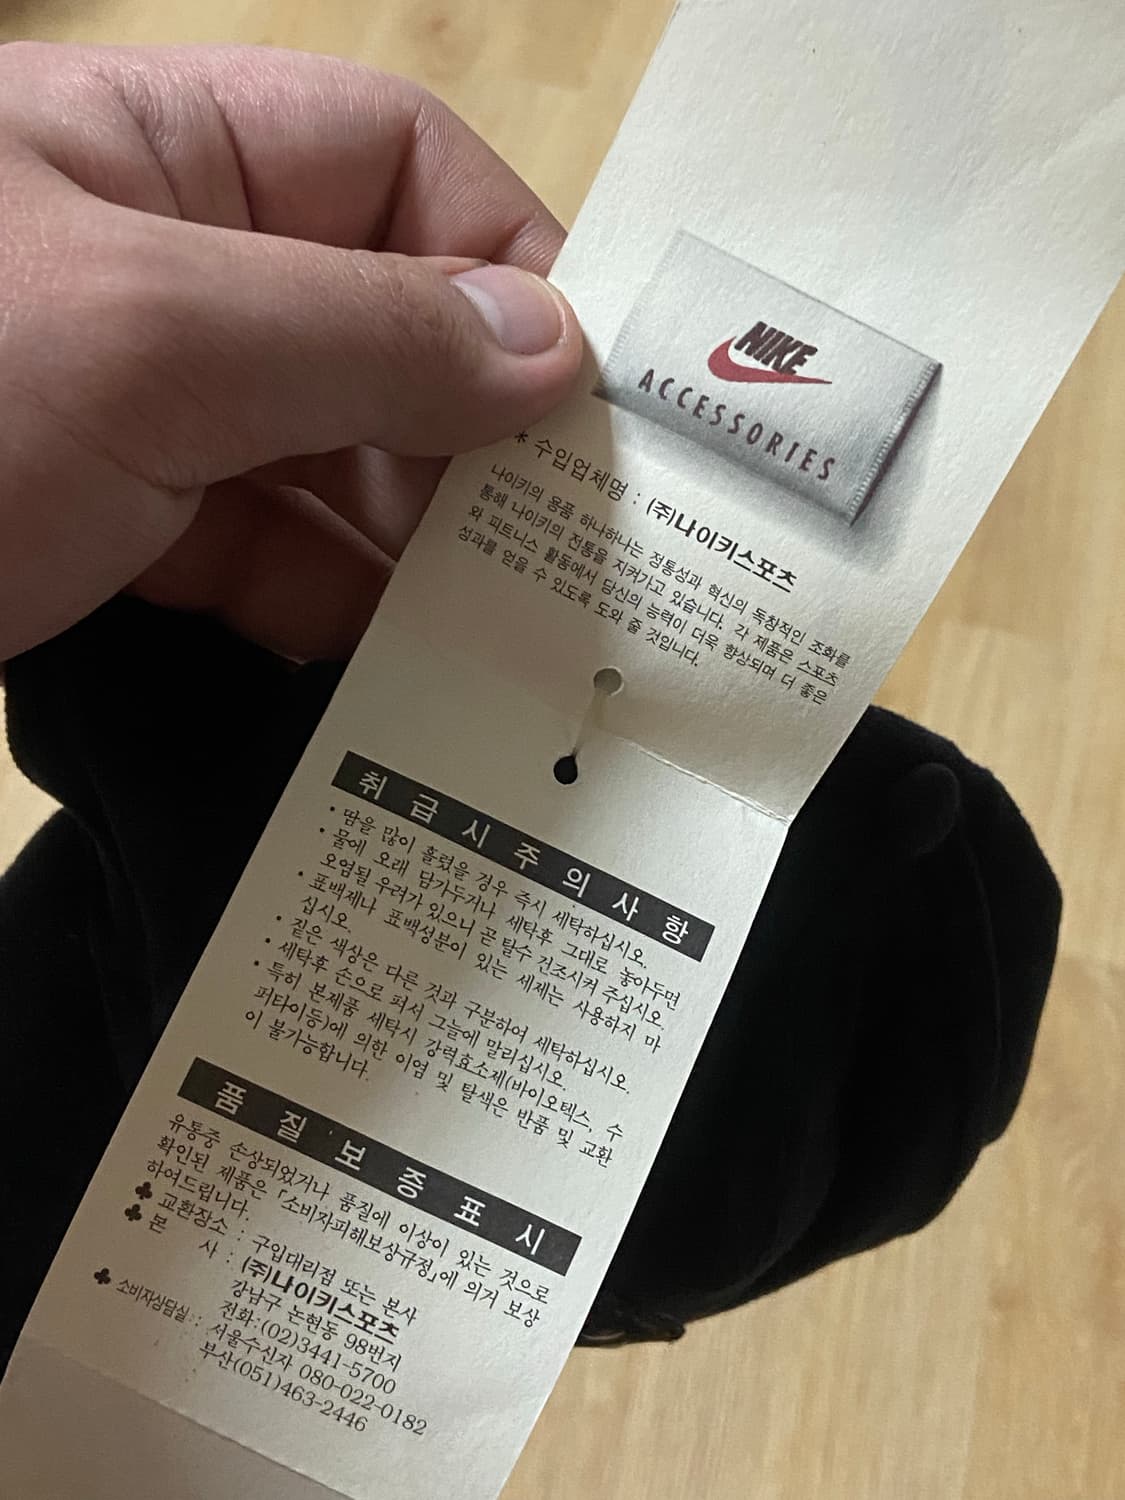 NIKE
ACCESSORIES
* 수입업체명 : (주)나이키스포츠
나이키의 용품 하나하나는 정통성과 혁신의 독창적인 조화를
통해 나이키의 전통을 지켜가고 있습니다. 각 제품은 스포츠
와 피트니스 활동에서 당신의 능력이 더욱 향상되며 더 좋은
성과를 얻을 수 있도록 도와 줄 것입니다.
취급시주의사항
• 땀을 많이 흘렸을 경우 즉시 세탁하십시오.
• 물에 오래 담가두거나 세탁후 그대로 놓아두면
오염될 우려가 있으니 곧 탈수 건조시켜 주십시오.
• 표백제나 표백성분이 있는 세제는 사용하지 마
십시오.
• 짙은 색상은 다른 것과 구분하여 세탁하십시오.
• 세탁후 손으로 펴서 그늘에 말리십시오.
• 특히 본제품 세탁시 강력효소제(바이오텍스, 수
퍼타이등)에 의한 이염 및 탈색은 반품 및 교환
이 불가능합니다.
품질보증표시
유통중 손상되었거나 품질에 이상이 있는 것으로
확인된 제품은 「소비자피해보상규정」에 의거 보상
하여드립니다.
♣ 교환장소 : 구입대리점 또는 본사
♣ 본 사 : (주)나이키스포츠
강남구 논현동 98번지
전화:(02)3441-5700
♣ 소비자상담실 : 서울수신자 080-022-0182
부산(051)463-2446